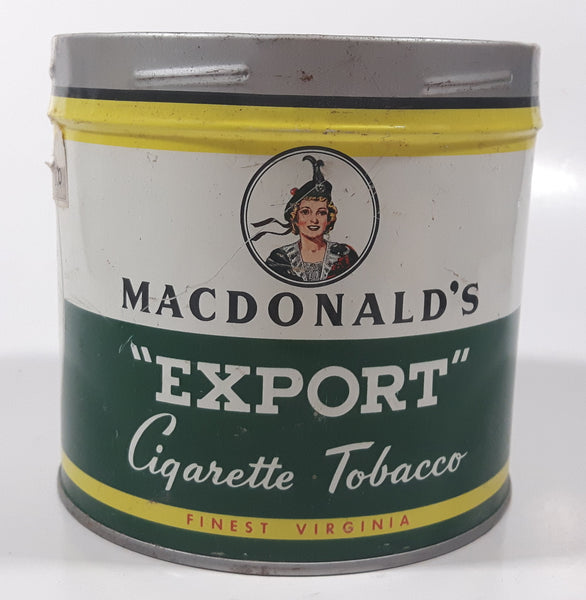 MACDONALD'S
"EXPORT"
Cigarette Tobacco
FINEST VIRGINIA